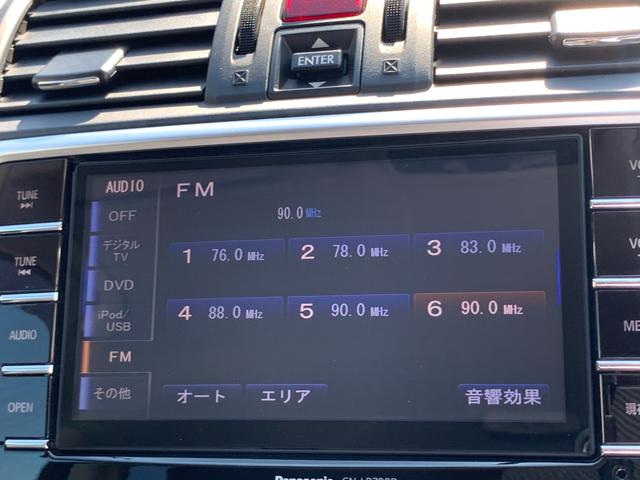 ENTER
TUNE
TUNE
AUDIO
OPEN
AUDIO
OFF
デジタル
TV
DVD
iPod/
USB
FM
その他
FM
90.0 MHz
1 76.0 MHz
2 78.0 MHz
3 83.0 MHz
4 88.0 MHz
5 90.0 MHz
6 90.0 MHz
オート
エリア
音響効果
Panasonic